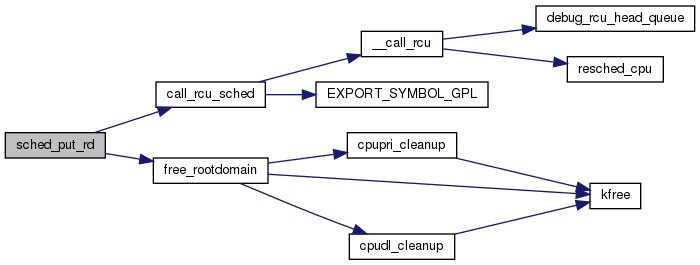 debug_rcu_head_queue
__call_rcu
resched_cpu
call_rcu_sched
EXPORT_SYMBOL_GPL
sched_put_rd
cpupri_cleanup
free_rootdomain
kfree
cpudl_cleanup